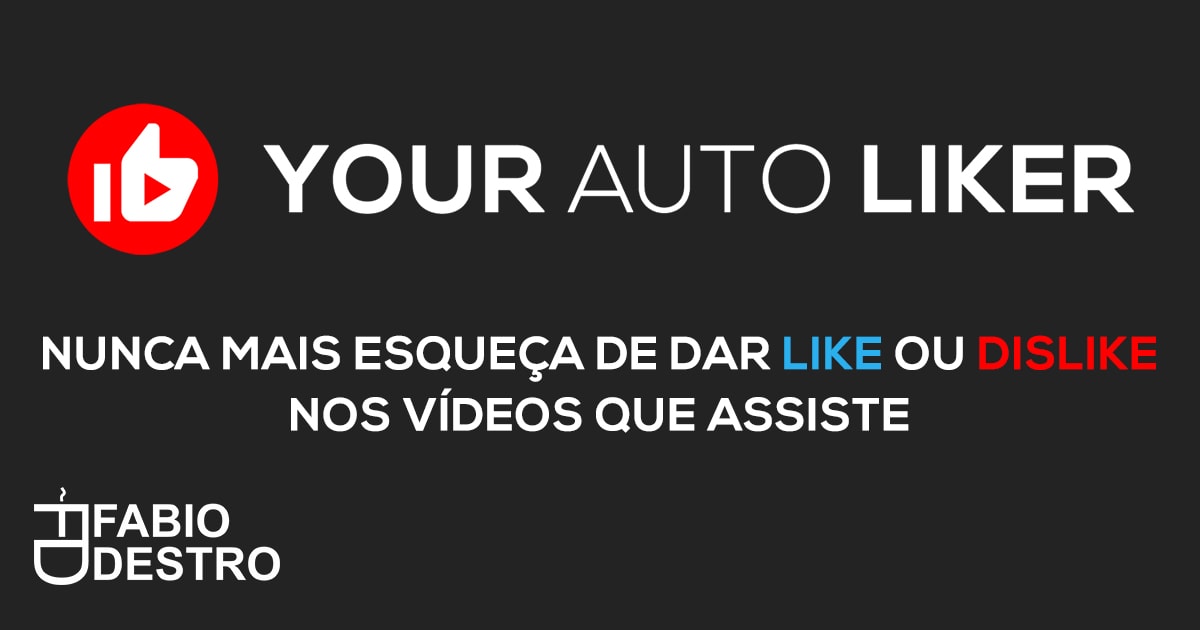 YOUR AUTO LIKER
NUNCA MAIS ESQUEÇA DE DAR LIKE OU DISLIKE
NOS VÍDEOS QUE ASSISTE
FABIO
DESTRO